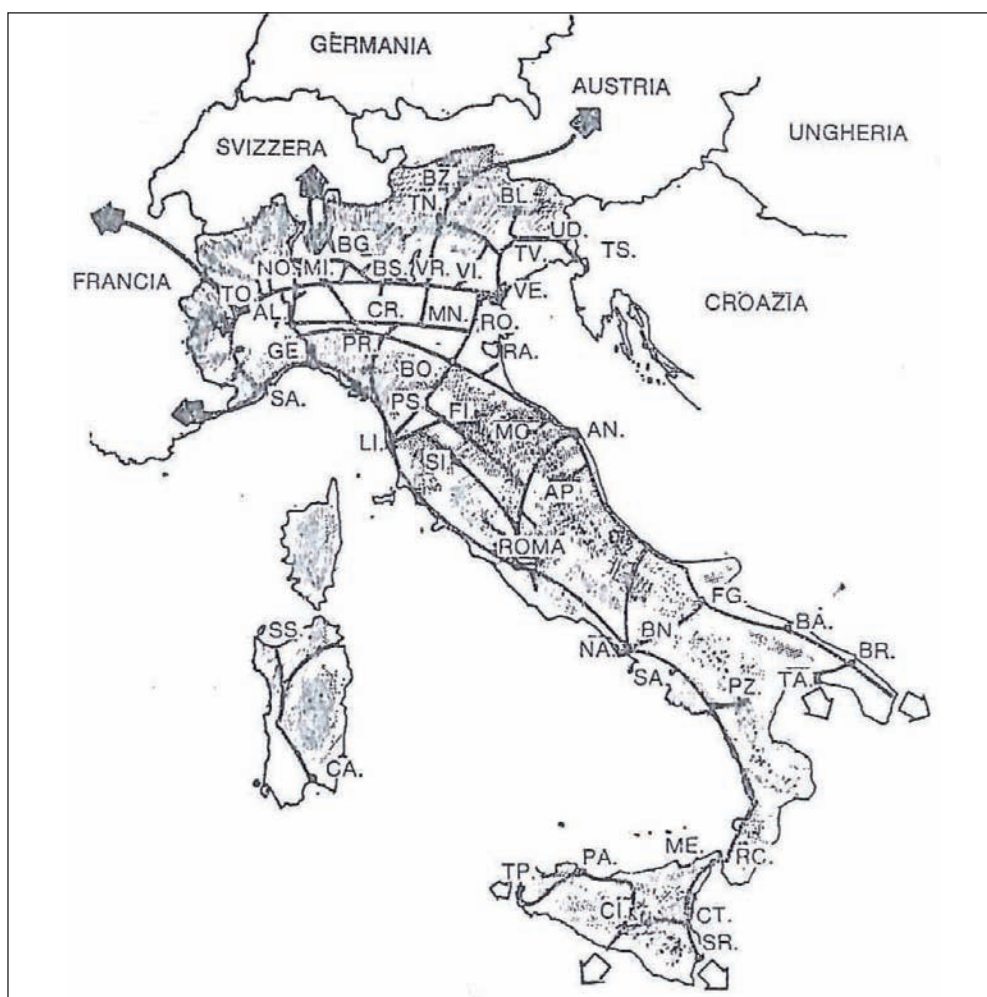 GERMANIA
AUSTRIA
UNGHERIA
SVIZZERA
BZ.
BL.
TN.
UD.
BG.
TS.
FRANCIA
NO. MI. BS. VR. VI. TV.
TO. VE.
CROAZIA
AL. CR. MN. RO.
PR.
GE. RA.
BO.
SA. PS. FI.
MO. AN.
LI.
SI.
AP.
ROMA
FG.
BA.
SS. BN. BR.
NA.
SA. PZ. TA.
CA.
ME.
PA. RC.
TP.
CT.
SR.